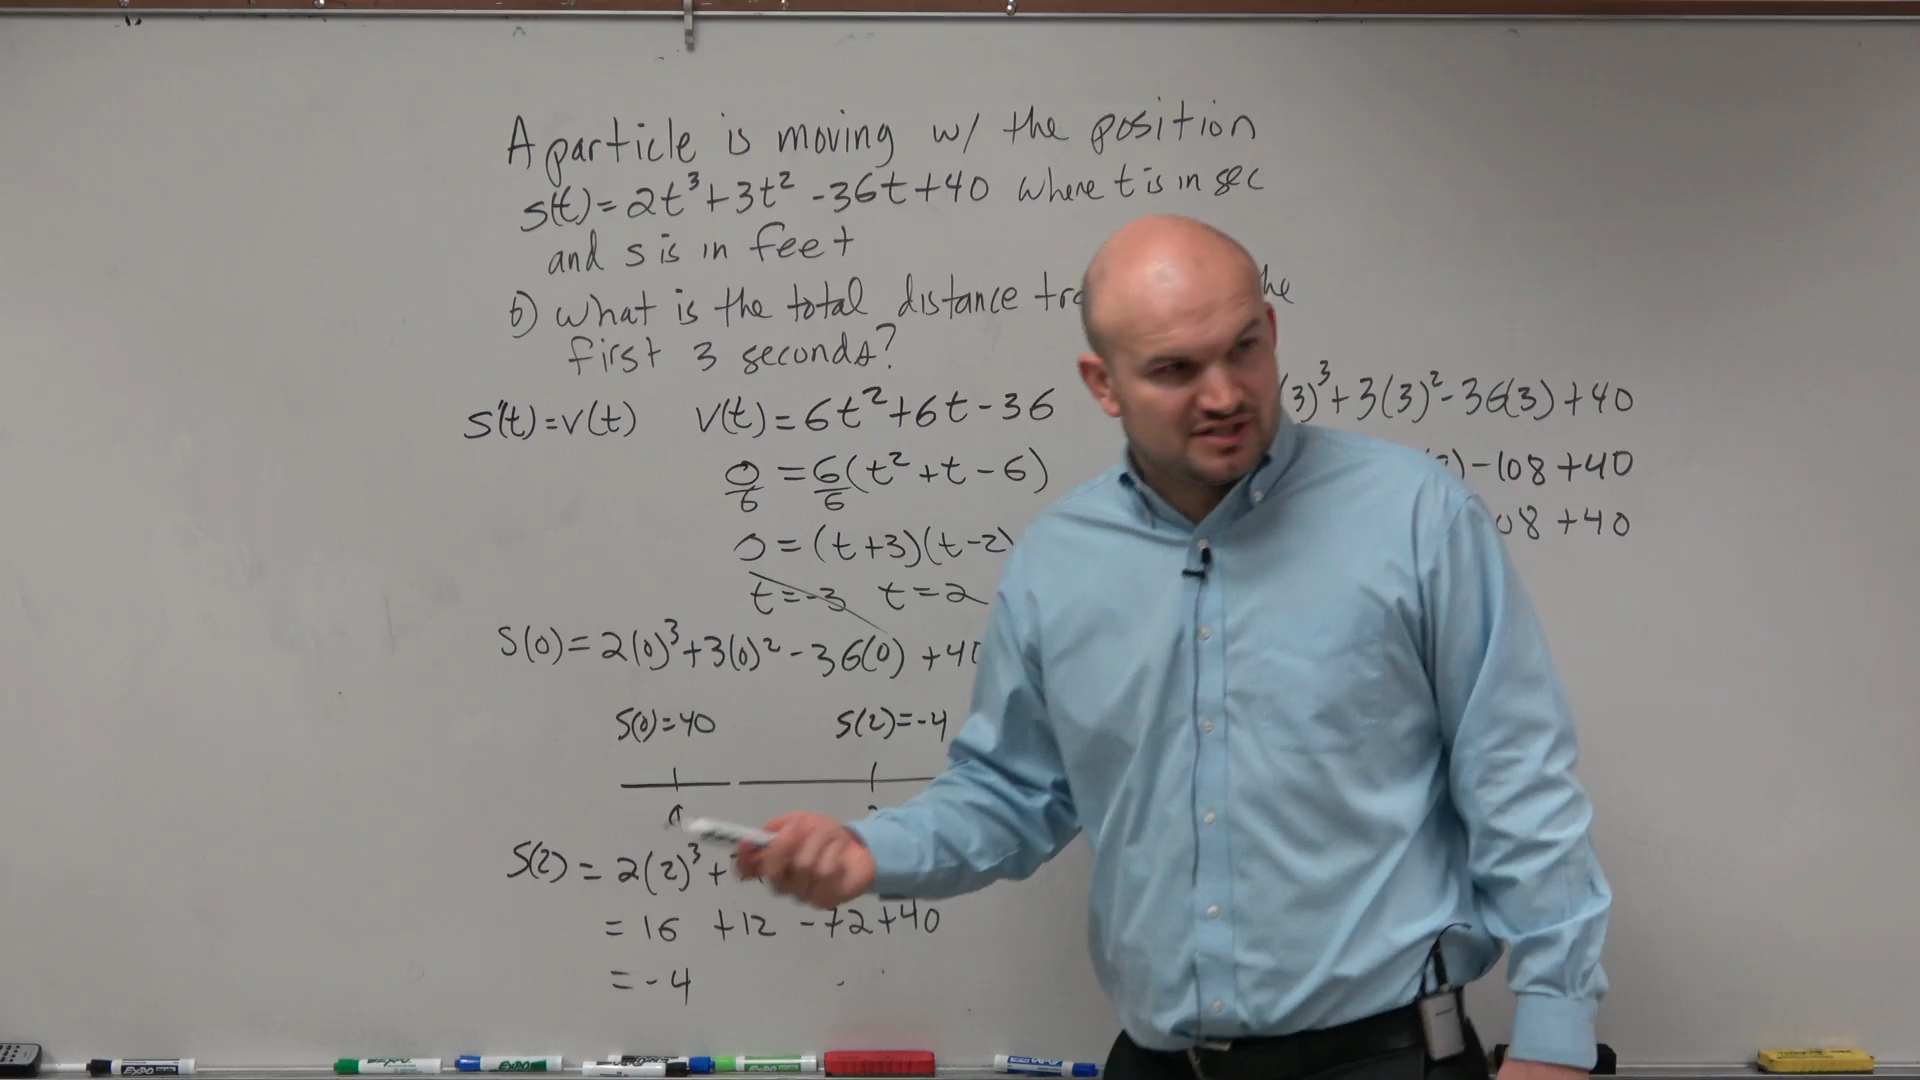 A particle is moving w/ the position
s(t)=2t³+3t²-36t+40 where t is in sec
and s is in feet
b) What is the total distance
first 3 seconds?
s'(t)=v(t) v(t)=6t²+6t-36
0/6 = 6/6(t²+t-6)
0=(t+3)(t-2)
t=-3 t=2
S(0)=2(0)³+3(0)²-36(0)+40
S(0)=40 S(2)=-4
S(2) = 2(2)³+
= 16 +12 -72+40
= -4
(3)³+3(3)²-36(3)+40
-108+40
08 +40
EXPO
EXPO
EXPO